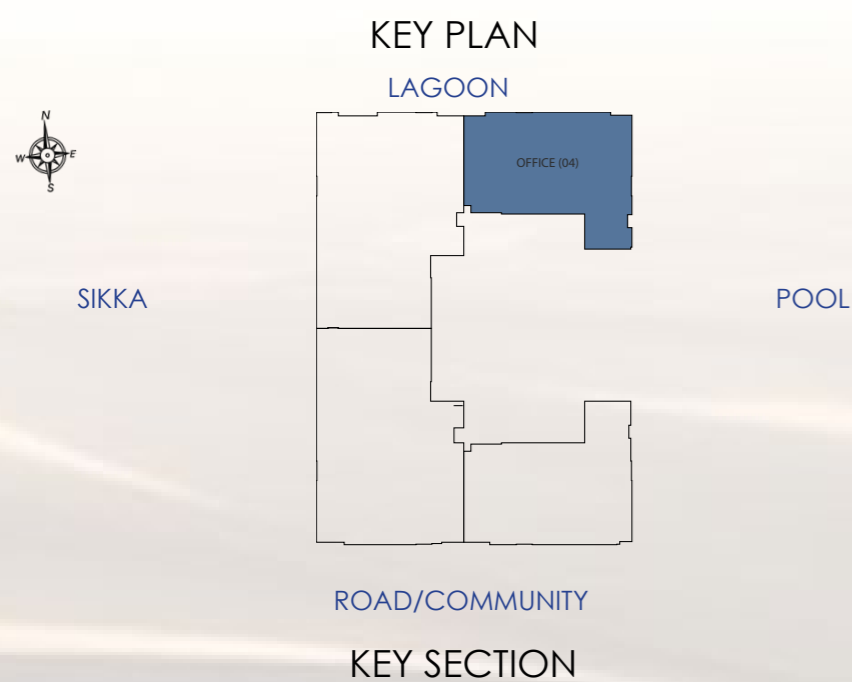 KEY PLAN
LAGOON
N
W E
S
OFFICE (04)
SIKKA
POOL
ROAD/COMMUNITY
KEY SECTION